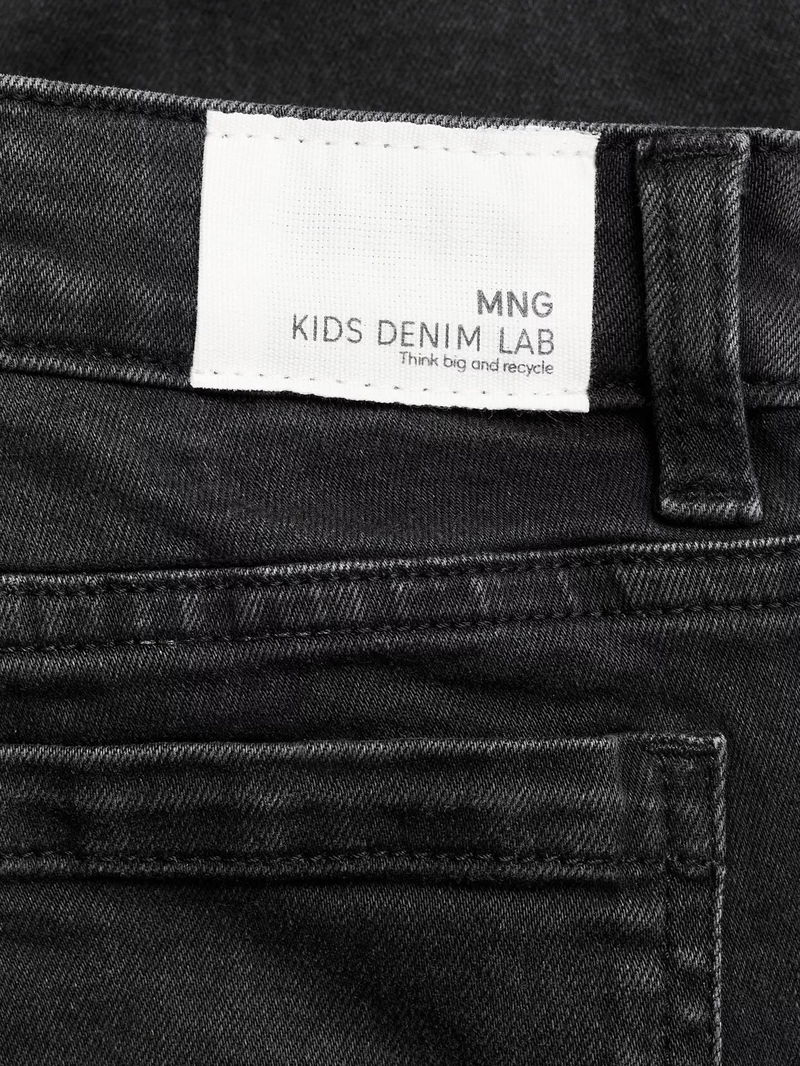 MNG
KIDS DENIM LAB
Think big and recycle